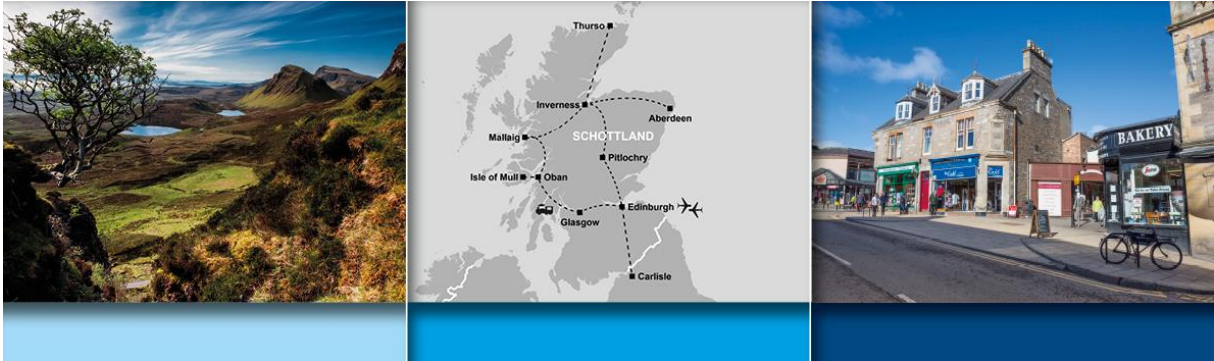 Thurso
Inverness
Aberdeen
Mallaig
SCHOTTLAND
Pitlochry
Isle of Mull
Oban
Edinburgh
Glasgow
Carlisle
BAKERY